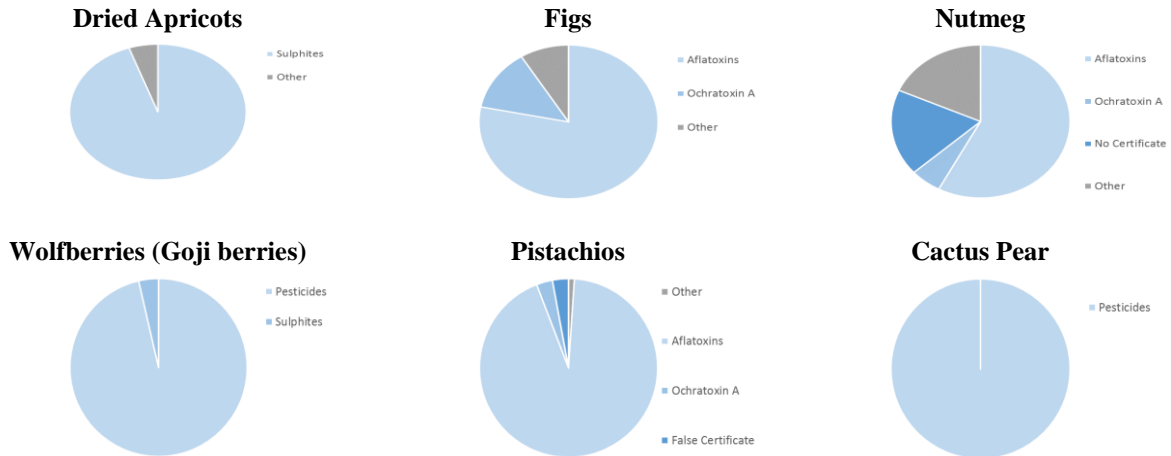 Dried Apricots
Sulphites
Other
Figs
Aflatoxins
Ochratoxin A
Other
Nutmeg
Aflatoxins
Ochratoxin A
No Certificate
Other
Wolfberries (Goji berries)
Pesticides
Sulphites
Pistachios
Other
Aflatoxins
Ochratoxin A
False Certificate
Cactus Pear
Pesticides